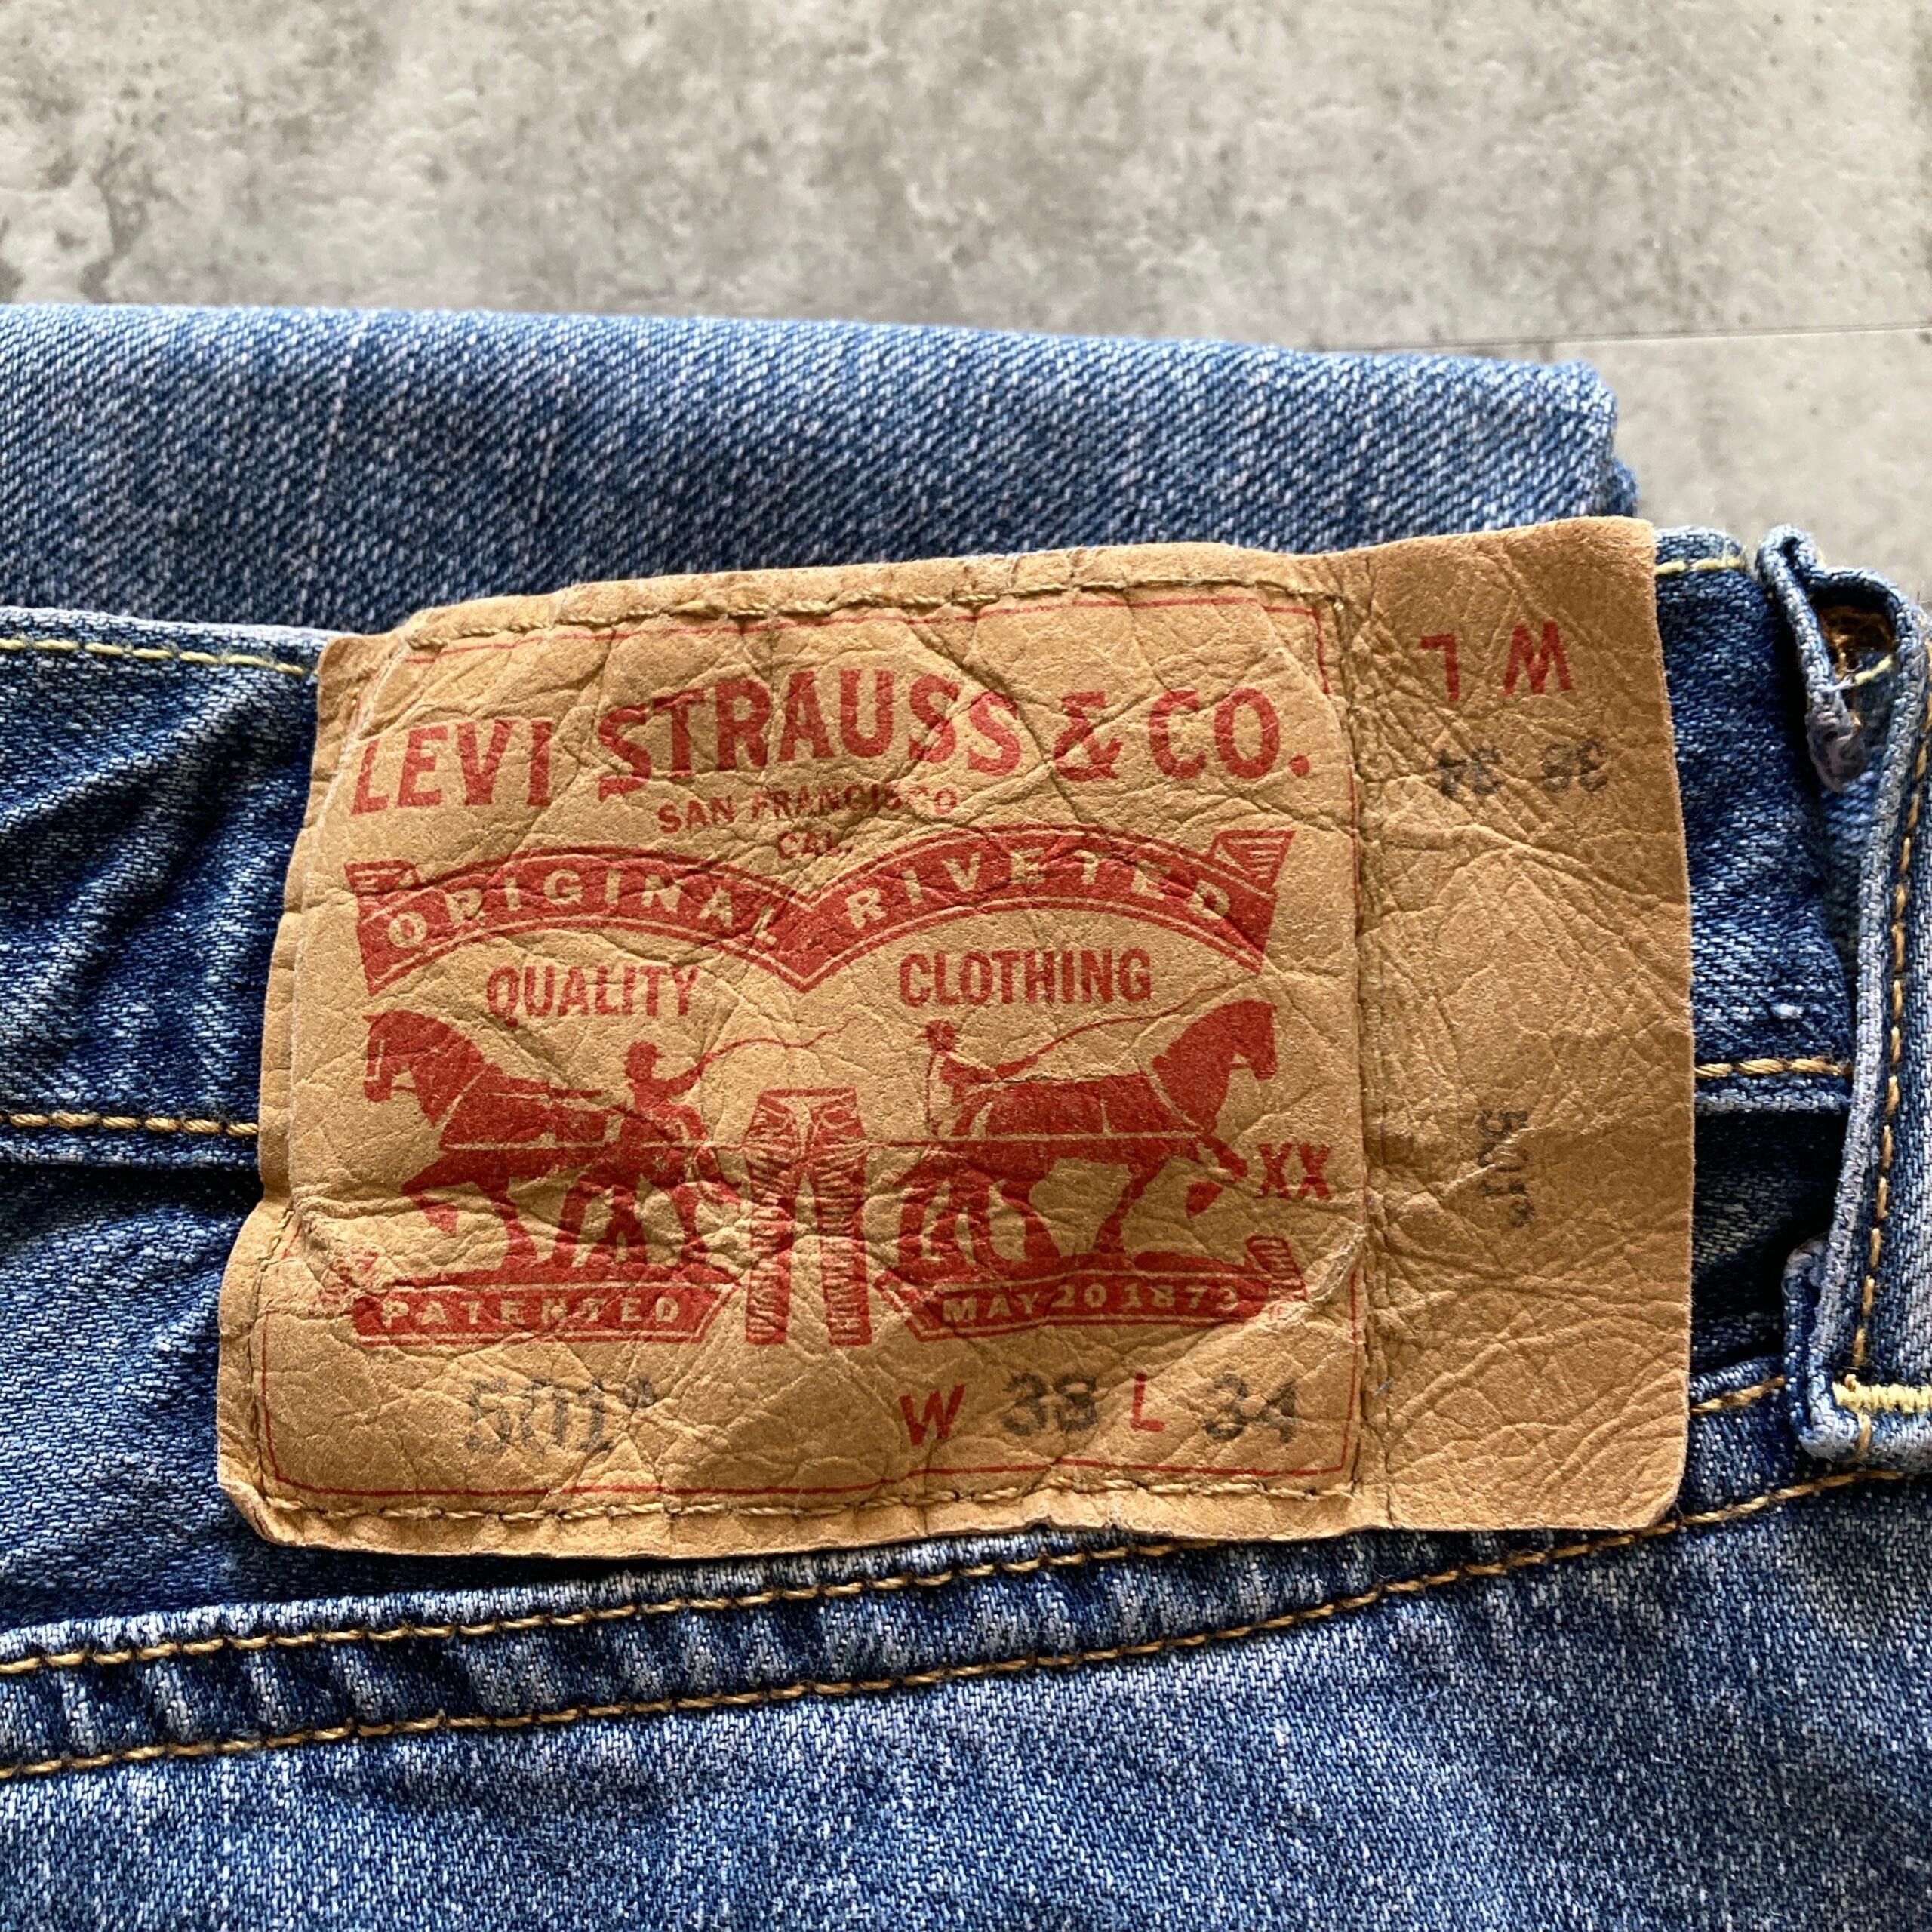 LEVI STRAUSS & CO.
SAN FRANCISCO
CAL.
ORIGINAL RIVETED
QUALITY CLOTHING
XX
PATENTED MAY 20 1873
501® W 38 L 34
W L
38 34
501®